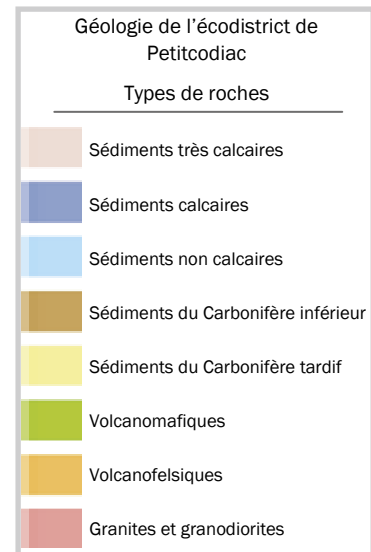 Géologie de l’écodistrict de
Petitcodiac
Types de roches
Sédiments très calcaires
Sédiments calcaires
Sédiments non calcaires
Sédiments du Carbonifère inférieur
Sédiments du Carbonifère tardif
Volcanomafiques
Volcanofelsiques
Granites et granodiorites